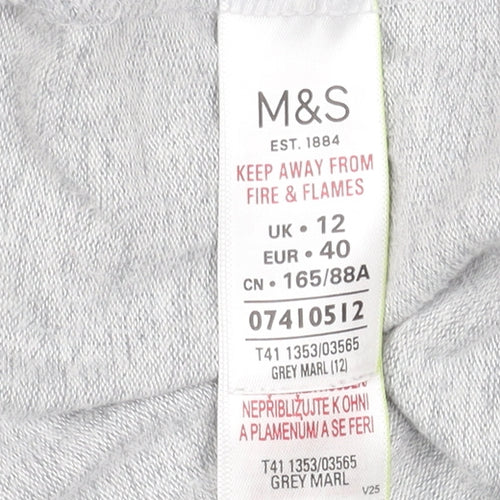 M&S
EST. 1884
KEEP AWAY FROM
FIRE & FLAMES
UK • 12
EUR • 40
CN • 165/88A
07410512
T41 1353/03565
GREY MARL (12)
NEPŘIBLIŽUJTE K OHNI
A PLAMENŮM/ A SE FERI
T41 1353/03565
GREY MARL
V25